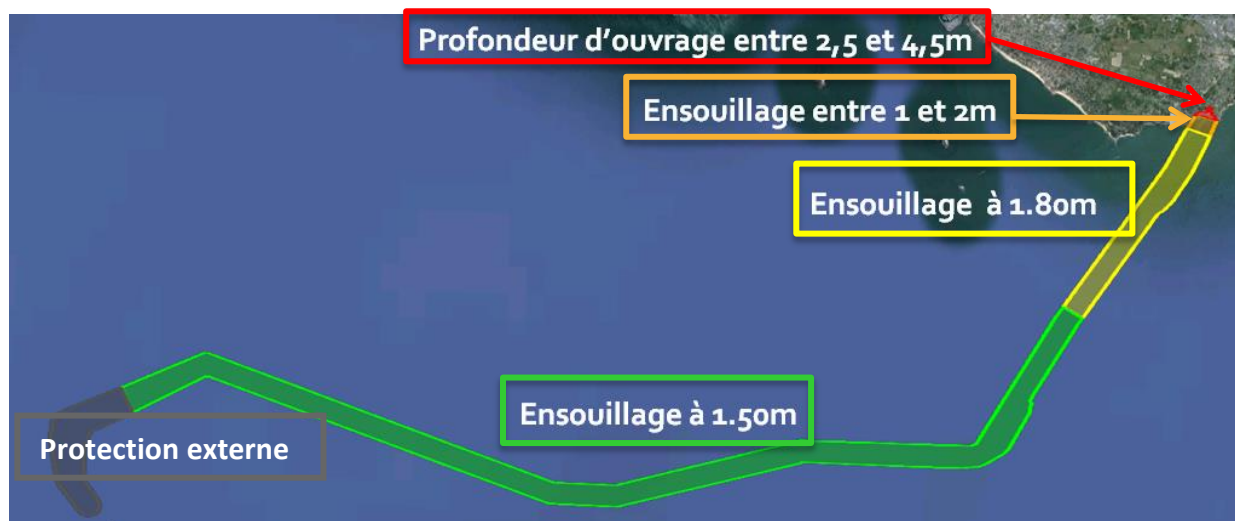 Profondeur d'ouvrage entre 2,5 et 4,5m
Ensouillage entre 1 et 2m
Ensouillage à 1.80m
Ensouillage à 1.50m
Protection externe